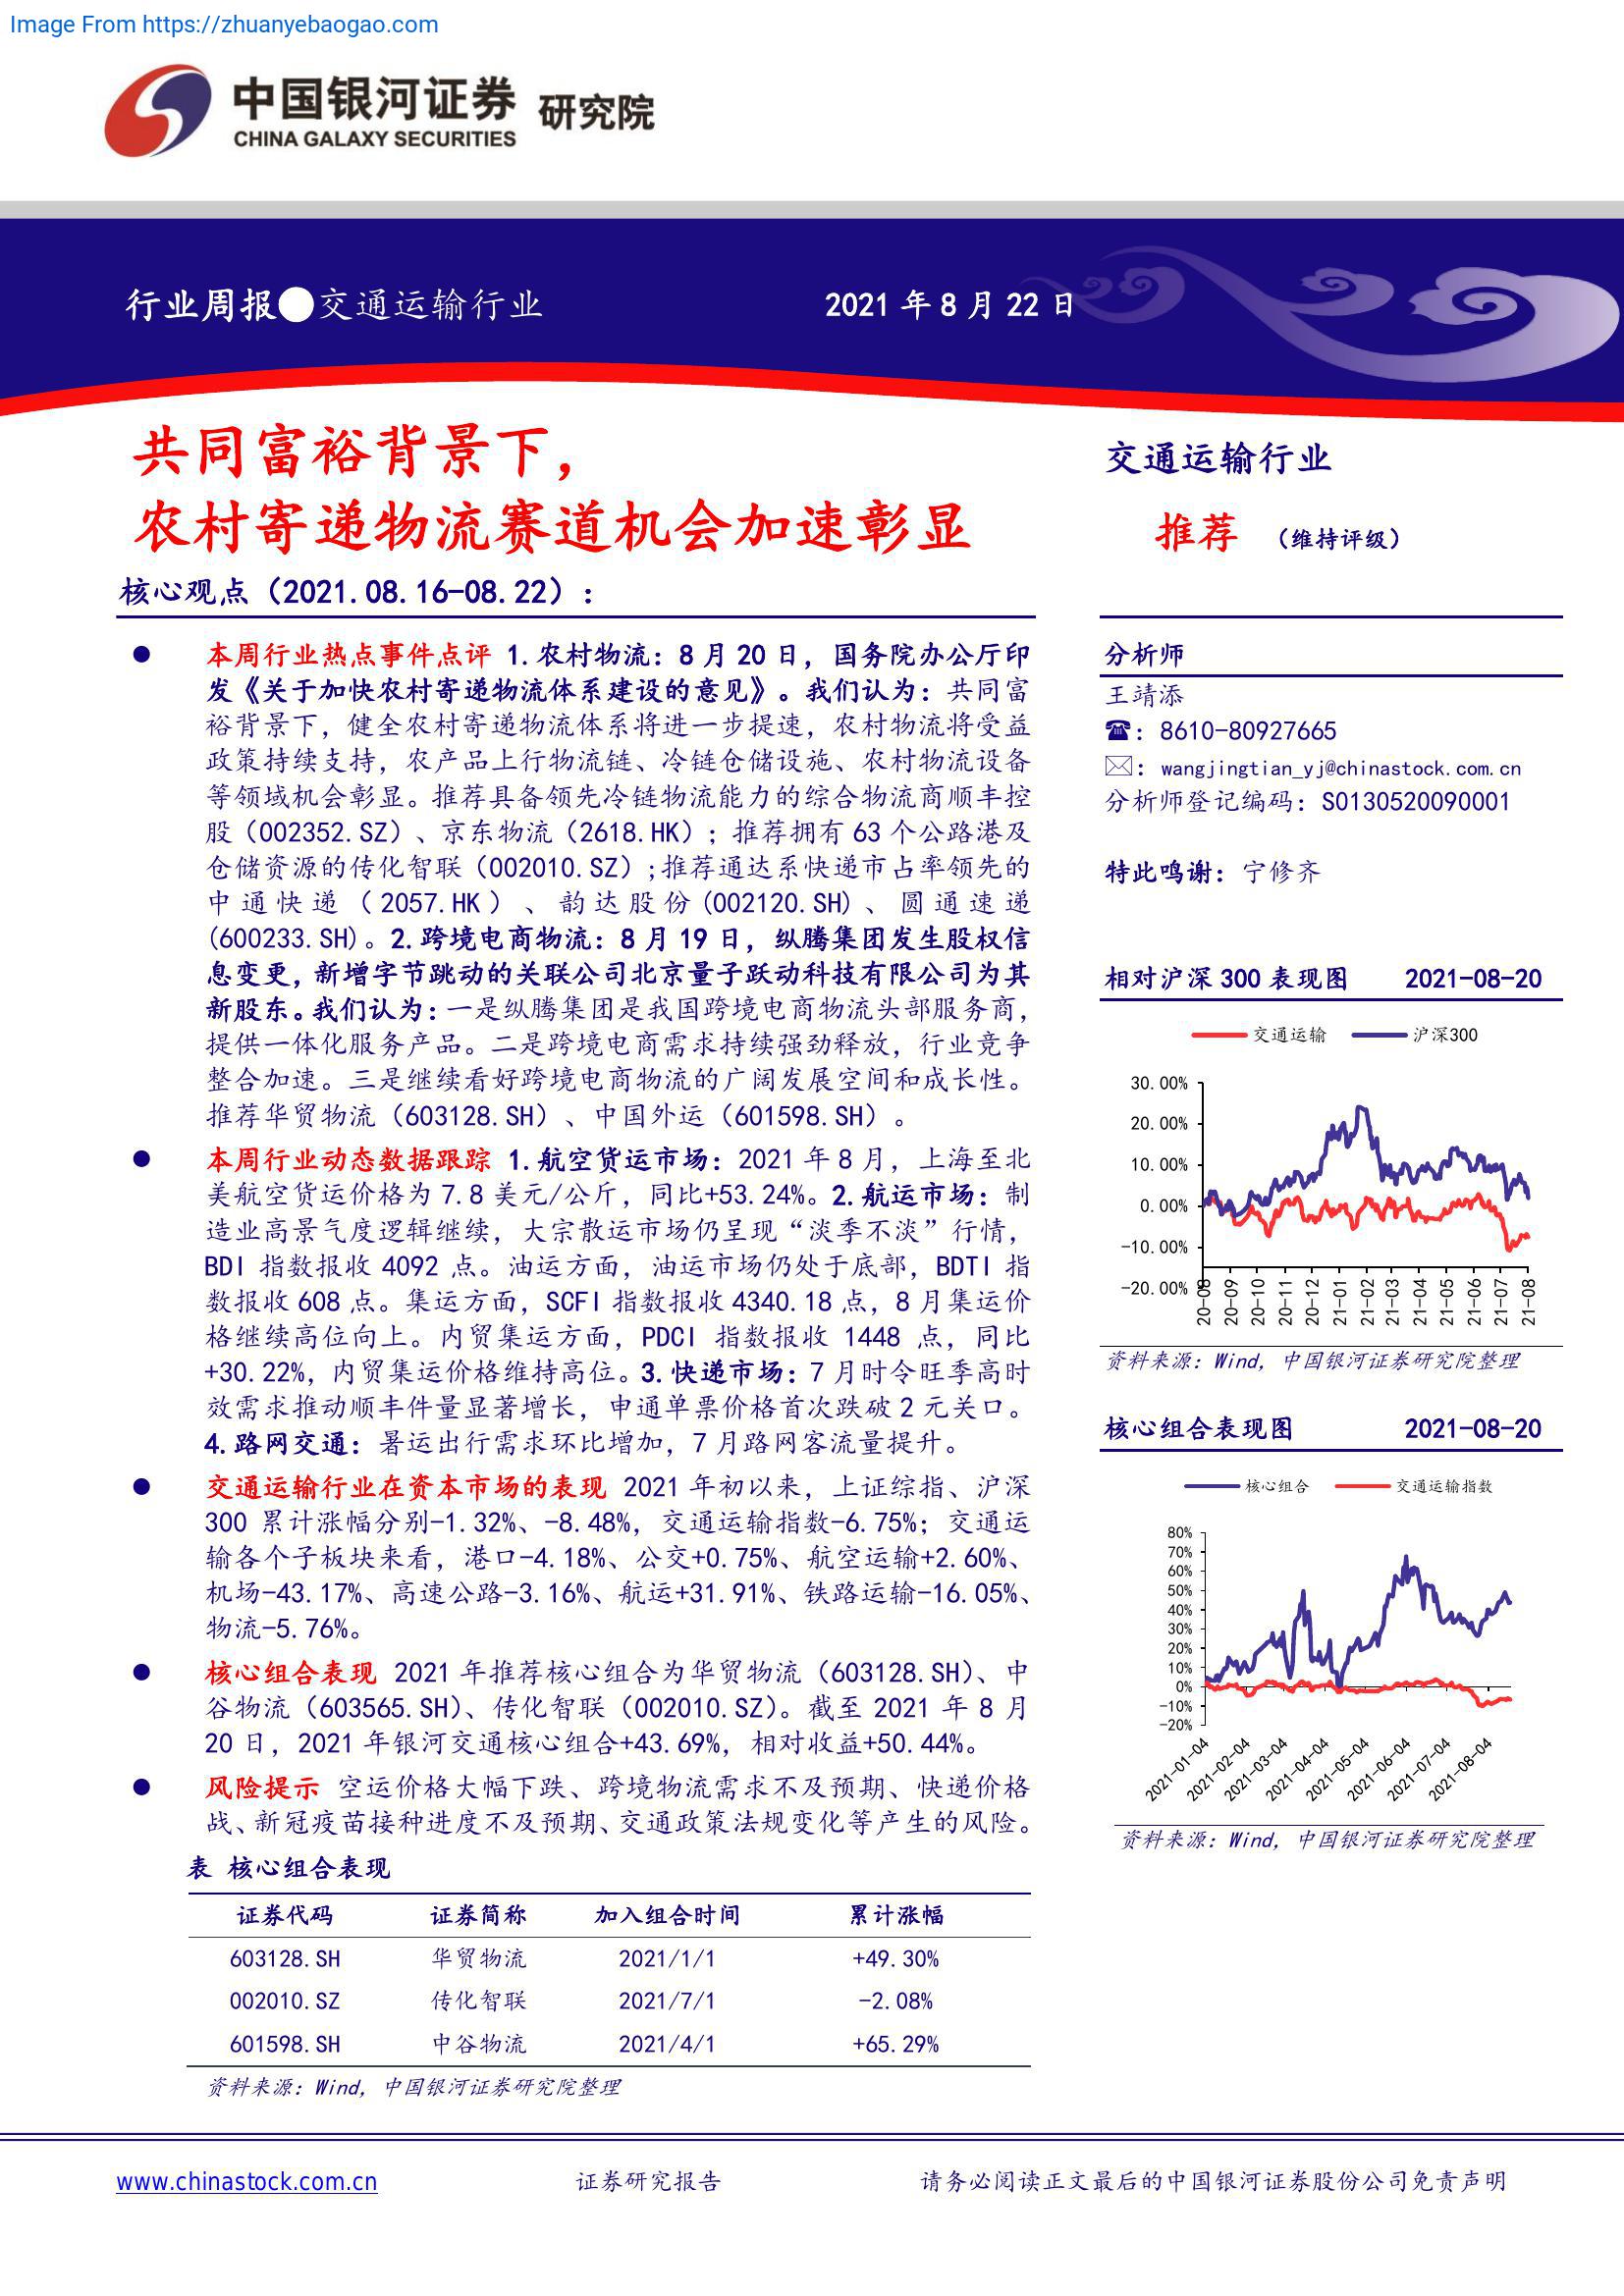 Image From https://zhuanyebaogao.com
中国银河证券 研究院
CHINA GALAXY SECURITIES
行业周报●交通运输行业
2021 年 8 月 22 日
共同富裕背景下，
农村寄递物流赛道机会加速彰显
核心观点（2021.08.16-08.22）：
● 本周行业热点事件点评 1.农村物流：8 月 20 日，国务院办公厅印
发《关于加快农村寄递物流体系建设的意见》。我们认为：共同富
裕背景下，健全农村寄递物流体系将进一步提速，农村物流将受益
政策持续支持，农产品上行物流链、冷链仓储设施、农村物流设备
等领域机会彰显。推荐具备领先冷链物流能力的综合物流商顺丰控
股（002352.SZ）、京东物流（2618.HK）；推荐拥有 63 个公路港及
仓储资源的传化智联（002010.SZ）;推荐通达系快递市占率领先的
中通快递（2057.HK）、韵达股份(002120.SH)、圆通速递
(600233.SH)。2.跨境电商物流：8 月 19 日，纵腾集团发生股权信
息变更，新增字节跳动的关联公司北京量子跃动科技有限公司为其
新股东。我们认为：一是纵腾集团是我国跨境电商物流头部服务商，
提供一体化服务产品。二是跨境电商需求持续强劲释放，行业竞争
整合加速。三是继续看好跨境电商物流的广阔发展空间和成长性。
推荐华贸物流（603128.SH）、中国外运（601598.SH）。
● 本周行业动态数据跟踪 1.航空货运市场：2021 年 8 月，上海至北
美航空货运价格为 7.8 美元/公斤，同比+53.24%。2.航运市场：制
造业高景气度逻辑继续，大宗散运市场仍呈现“淡季不淡”行情，
BDI 指数报收 4092 点。油运方面，油运市场仍处于底部，BDTI 指
数报收 608 点。集运方面，SCFI 指数报收 4340.18 点，8 月集运价
格继续高位向上。内贸集运方面，PDCI 指数报收 1448 点，同比
+30.22%，内贸集运价格维持高位。3.快递市场：7 月时令旺季高时
效需求推动顺丰件量显著增长，申通单票价格首次跌破 2 元关口。
4.路网交通：暑运出行需求环比增加，7 月路网客流量提升。
● 交通运输行业在资本市场的表现 2021 年初以来，上证综指、沪深
300 累计涨幅分别-1.32%、-8.48%，交通运输指数-6.75%；交通运
输各个子板块来看，港口-4.18%、公交+0.75%、航空运输+2.60%、
机场-43.17%、高速公路-3.16%、航运+31.91%、铁路运输-16.05%、
物流-5.76%。
● 核心组合表现 2021 年推荐核心组合为华贸物流（603128.SH）、中
谷物流（603565.SH）、传化智联（002010.SZ）。截至 2021 年 8 月
20 日，2021 年银河交通核心组合+43.69%，相对收益+50.44%。
● 风险提示 空运价格大幅下跌、跨境物流需求不及预期、快递价格
战、新冠疫苗接种进度不及预期、交通政策法规变化等产生的风险。
表 核心组合表现
证券代码 证券简称 加入组合时间 累计涨幅
603128.SH 华贸物流 2021/1/1 +49.30%
002010.SZ 传化智联 2021/7/1 -2.08%
601598.SH 中谷物流 2021/4/1 +65.29%
资料来源：Wind，中国银河证券研究院整理
交通运输行业
推荐 （维持评级）
分析师
王靖添
☎：8610-80927665
✉：wangjingtian_yj@chinastock.com.cn
分析师登记编码：S0130520090001
特此鸣谢：宁修齐
相对沪深 300 表现图 2021-08-20
交通运输 沪深300
30.00%
20.00%
10.00%
0.00%
-10.00%
-20.00%
20-08 20-09 20-10 20-11 20-12 21-01 21-02 21-03 21-04 21-05 21-06 21-07 21-08
资料来源：Wind，中国银河证券研究院整理
核心组合表现图 2021-08-20
核心组合 交通运输指数
80%
70%
60%
50%
40%
30%
20%
10%
0%
-10%
-20%
2021-01-04 2021-02-04 2021-03-04 2021-04-04 2021-05-04 2021-06-04 2021-07-04 2021-08-04
资料来源：Wind，中国银河证券研究院整理
www.chinastock.com.cn 证券研究报告 请务必阅读正文最后的中国银河证券股份公司免责声明